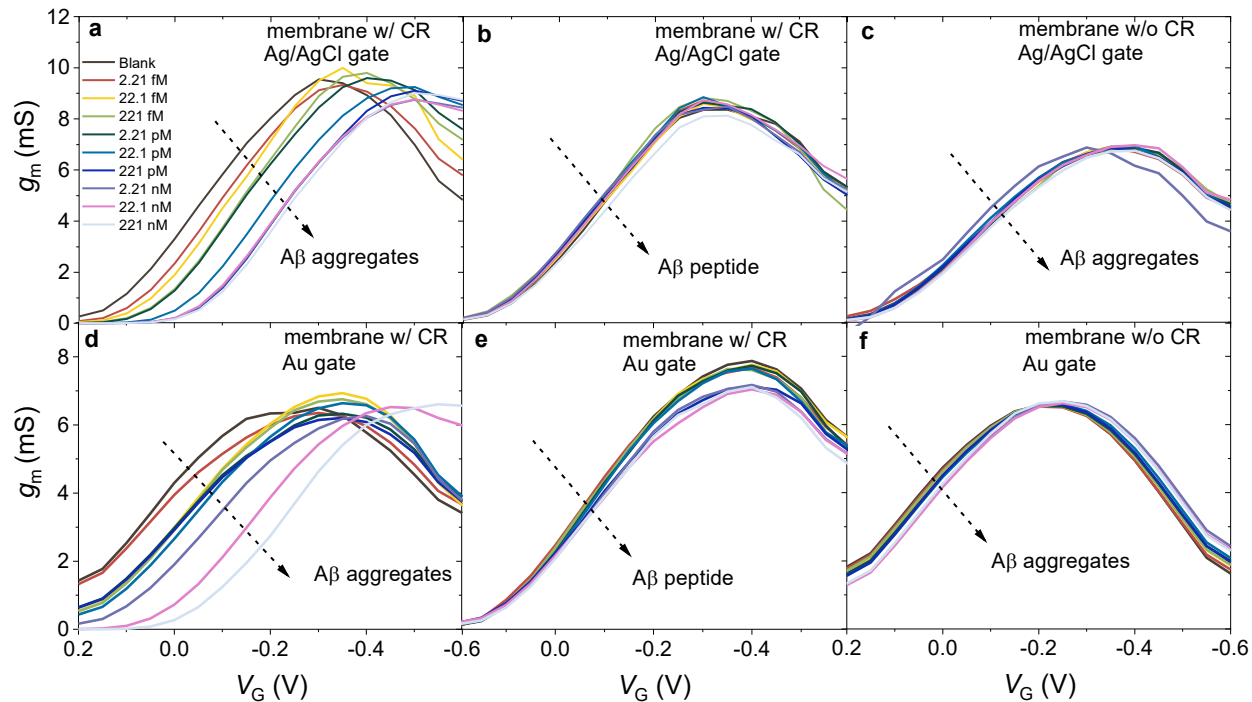 a
membrane w/ CR
Ag/AgCl gate
Blank
2.21 fM
22.1 fM
221 fM
2.21 pM
22.1 pM
221 pM
2.21 nM
22.1 nM
221 nM
Aβ aggregates
b
membrane w/ CR
Ag/AgCl gate
Aβ peptide
c
membrane w/o CR
Ag/AgCl gate
Aβ aggregates
12
10
8
6
4
2
0
gm (mS)
d
membrane w/ CR
Au gate
Aβ aggregates
e
membrane w/ CR
Au gate
Aβ peptide
f
membrane w/o CR
Au gate
Aβ aggregates
8
6
4
2
0
gm (mS)
0.2 0.0 -0.2 -0.4 -0.6
0.0 -0.2 -0.4 0.2
0.0 -0.2 -0.4 -0.6
VG (V)
VG (V)
VG (V)